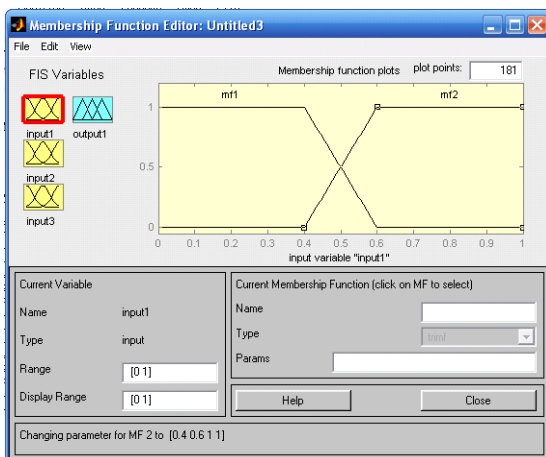 Membership Function Editor: Untitled3
File Edit View
FIS Variables
Membership function plots plot points: 181
input1 output1
input2
input3
mf1 mf2
1
0.5
0
0 0.1 0.2 0.3 0.4 0.5 0.6 0.7 0.8 0.9 1
input variable "input1"
Current Variable
Name input1
Type input
Range [0 1]
Display Range [0 1]
Current Membership Function (click on MF to select)
Name
Type trimf
Params
Help Close
Changing parameter for MF 2 to [0.4 0.6 1 1]